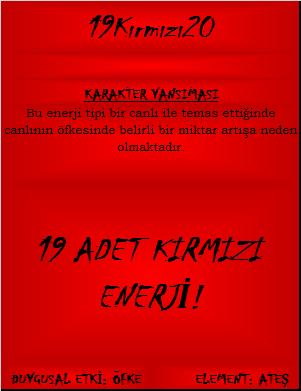 19Kırmızı20
KARAKTER YANSIMASI
Bu enerji tipi bir canlı ile temas ettiğinde
canlının öfkesinde belirli bir miktar artışa neden
olmaktadır.
19 ADET KIRMIZI
ENERJİ!
DUYGUSAL ETKİ: ÖFKE ELEMENT: ATEŞ